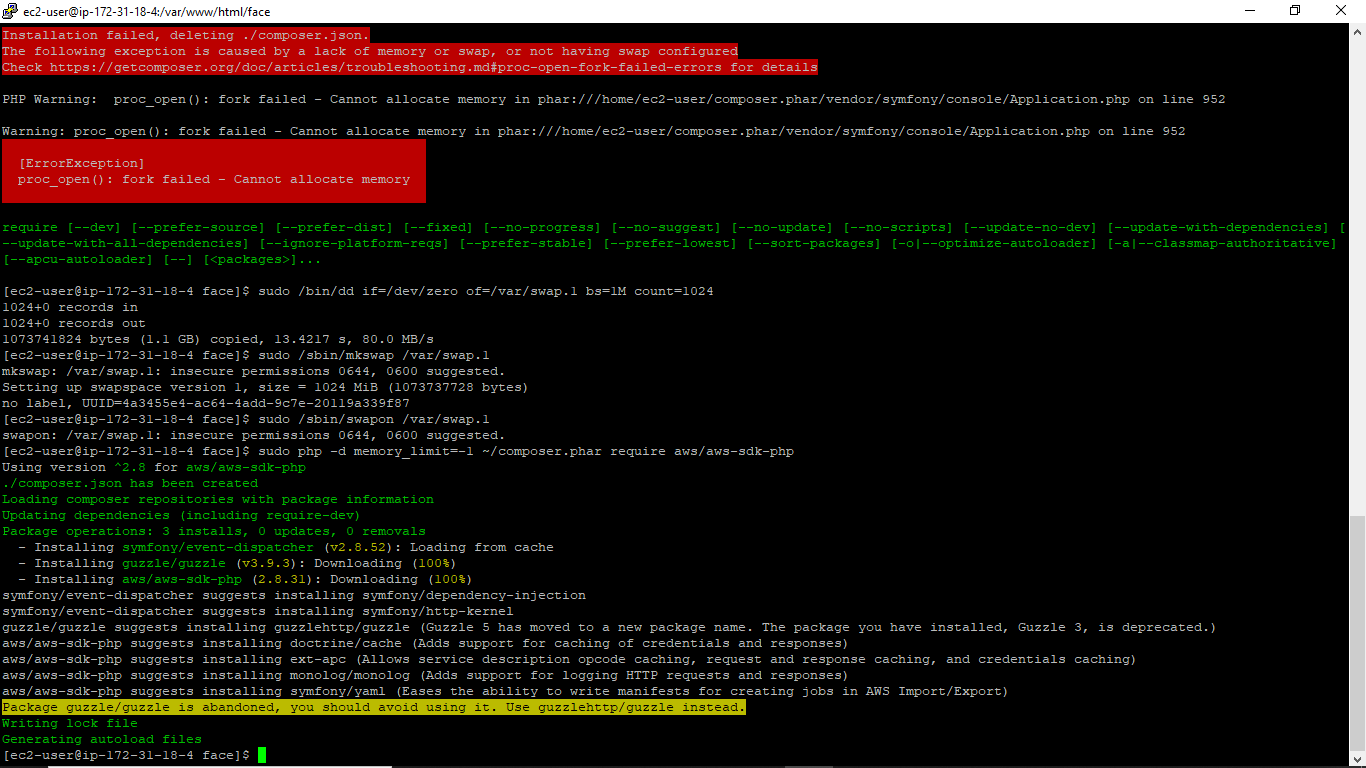 ec2-user@ip-172-31-18-4:/var/www/html/face
Installation failed, deleting ./composer.json.
The following exception is caused by a lack of memory or swap, or not having swap configured
Check https://getcomposer.org/doc/articles/troubleshooting.md#proc-open-fork-failed-errors for details
PHP Warning:  proc_open(): fork failed - Cannot allocate memory in phar:///home/ec2-user/composer.phar/vendor/symfony/console/Application.php on line 952
Warning: proc_open(): fork failed - Cannot allocate memory in phar:///home/ec2-user/composer.phar/vendor/symfony/console/Application.php on line 952
[ErrorException]
proc_open(): fork failed - Cannot allocate memory
require [--dev] [--prefer-source] [--prefer-dist] [--fixed] [--no-progress] [--no-suggest] [--no-update] [--no-scripts] [--update-no-dev] [--update-with-dependencies] [
--update-with-all-dependencies] [--ignore-platform-reqs] [--prefer-stable] [--prefer-lowest] [--sort-packages] [-o|--optimize-autoloader] [-a|--classmap-authoritative]
[--apcu-autoloader] [--] [<packages>]...
[ec2-user@ip-172-31-18-4 face]$ sudo /bin/dd if=/dev/zero of=/var/swap.1 bs=1M count=1024
1024+0 records in
1024+0 records out
1073741824 bytes (1.1 GB) copied, 13.4217 s, 80.0 MB/s
[ec2-user@ip-172-31-18-4 face]$ sudo /sbin/mkswap /var/swap.1
mkswap: /var/swap.1: insecure permissions 0644, 0600 suggested.
Setting up swapspace version 1, size = 1024 MiB (1073737728 bytes)
no label, UUID=4a3455e4-ac64-4add-9c7e-20119a339f87
[ec2-user@ip-172-31-18-4 face]$ sudo /sbin/swapon /var/swap.1
swapon: /var/swap.1: insecure permissions 0644, 0600 suggested.
[ec2-user@ip-172-31-18-4 face]$ sudo php -d memory_limit=-1 ~/composer.phar require aws/aws-sdk-php
Using version ^2.8 for aws/aws-sdk-php
./composer.json has been created
Loading composer repositories with package information
Updating dependencies (including require-dev)
Package operations: 3 installs, 0 updates, 0 removals
  - Installing symfony/event-dispatcher (v2.8.52): Loading from cache
  - Installing guzzle/guzzle (v3.9.3): Downloading (100%)
  - Installing aws/aws-sdk-php (2.8.31): Downloading (100%)
symfony/event-dispatcher suggests installing symfony/dependency-injection
symfony/event-dispatcher suggests installing symfony/http-kernel
guzzle/guzzle suggests installing guzzlehttp/guzzle (Guzzle 5 has moved to a new package name. The package you have installed, Guzzle 3, is deprecated.)
aws/aws-sdk-php suggests installing doctrine/cache (Adds support for caching of credentials and responses)
aws/aws-sdk-php suggests installing ext-apc (Allows service description opcode caching, request and response caching, and credentials caching)
aws/aws-sdk-php suggests installing monolog/monolog (Adds support for logging HTTP requests and responses)
aws/aws-sdk-php suggests installing symfony/yaml (Eases the ability to write manifests for creating jobs in AWS Import/Export)
Package guzzle/guzzle is abandoned, you should avoid using it. Use guzzlehttp/guzzle instead.
Writing lock file
Generating autoload files
[ec2-user@ip-172-31-18-4 face]$